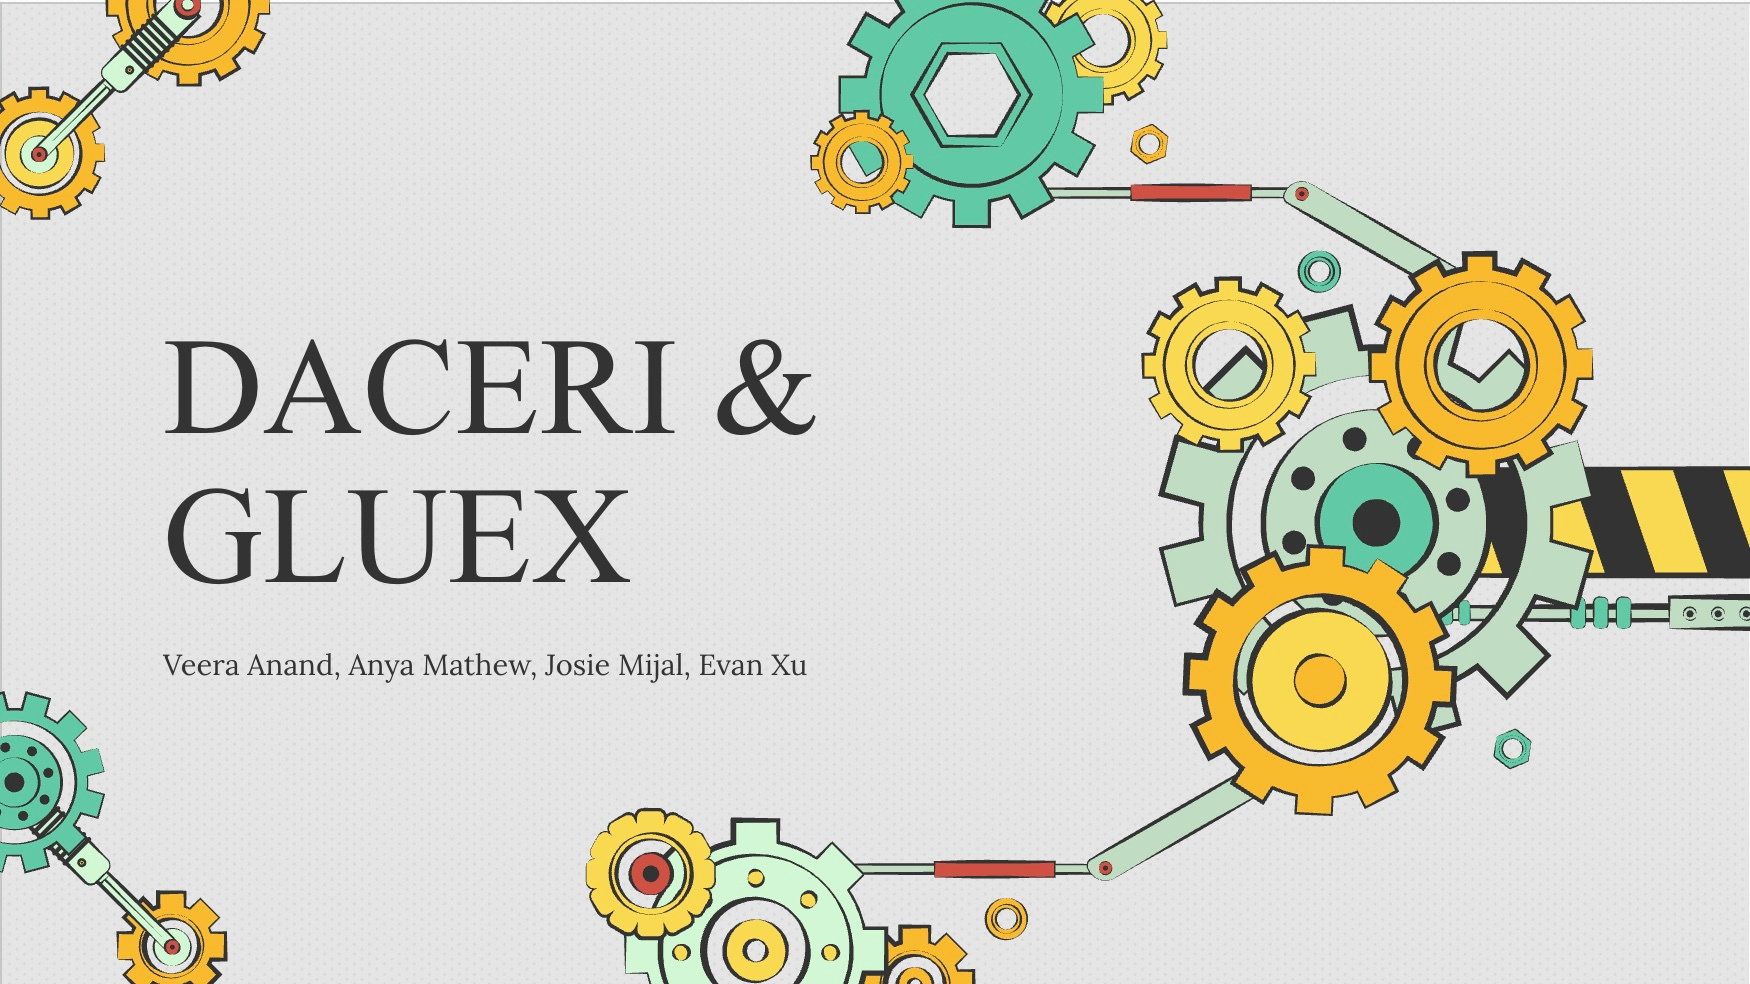 DACERI &
GLUEX
Veera Anand, Anya Mathew, Josie Mijal, Evan Xu